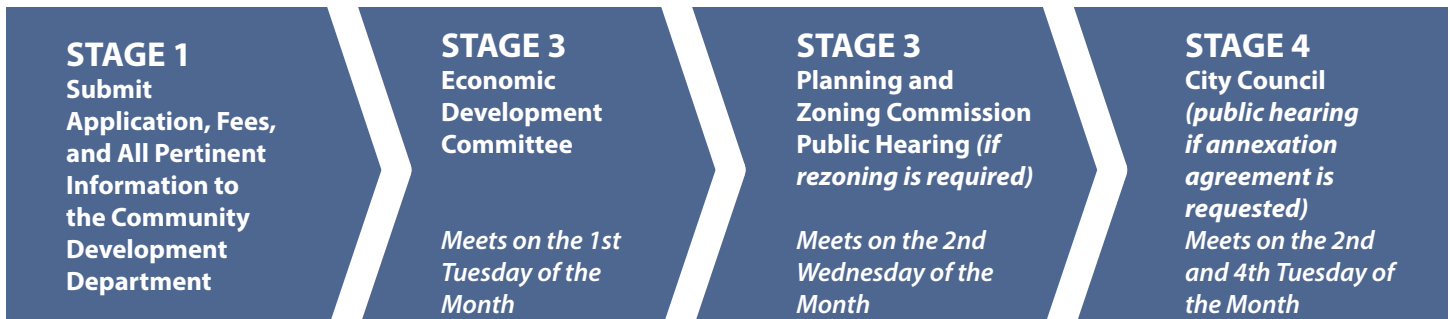 STAGE 1
Submit
Application, Fees,
and All Pertinent
Information to
the Community
Development
Department
STAGE 3
Economic
Development
Committee
Meets on the 1st
Tuesday of the
Month
STAGE 3
Planning and
Zoning Commission
Public Hearing (if
rezoning is required)
Meets on the 2nd
Wednesday of the
Month
STAGE 4
City Council
(public hearing
if annexation
agreement is
requested)
Meets on the 2nd
and 4th Tuesday of
the Month